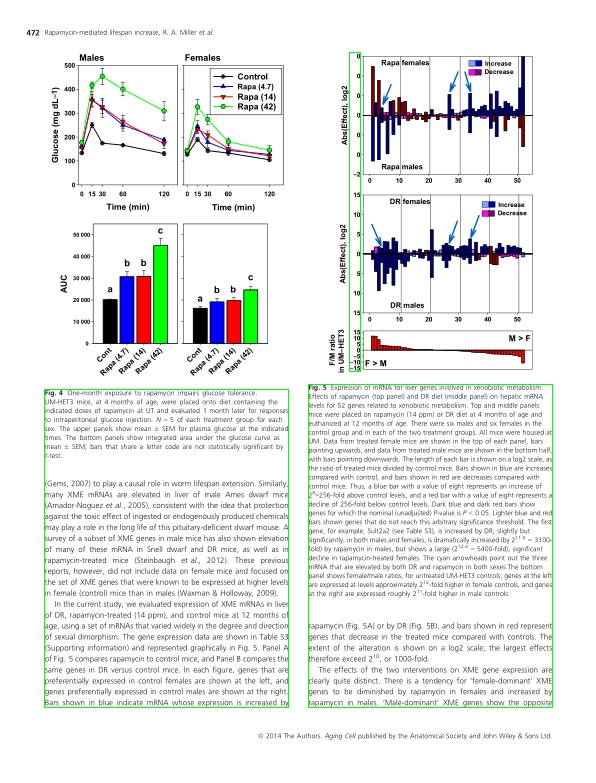 472 Rapamycin-mediated lifespan increase, R. A. Miller et al.
Males
Females
Glucose (mg dL–1)
500
400
300
200
100
0
Control
Rapa (4.7)
Rapa (14)
Rapa (42)
0 15 30 60 120
0 15 30 60 120
Time (min)
Time (min)
AUC
50 000
40 000
30 000
20 000
10 000
0
a b b c
a b b c
Cont
Rapa (4.7)
Rapa (14)
Rapa (42)
Cont
Rapa (4.7)
Rapa (14)
Rapa (42)
Fig. 4 One-month exposure to rapamycin impairs glucose tolerance.
UM-HET3 mice, at 4 months of age, were placed onto diet containing the
indicated doses of rapamycin at UT and evaluated 1 month later for responses
to intraperitoneal glucose injection. N = 5 of each treatment group for each
sex. The upper panels show mean ± SEM for plasma glucose at the indicated
times. The bottom panels show integrated area under the glucose curve as
mean ± SEM; bars that share a letter code are not statistically significant by
t-test.
(Gems, 2007) to play a causal role in worm lifespan extension. Similarly,
many XME mRNAs are elevated in liver of male Ames dwarf mice
(Amador-Noguez et al., 2005), consistent with the idea that protection
against the toxic effect of ingested or endogenously produced chemicals
may play a role in the long life of this pituitary-deficient dwarf mouse. A
survey of a subset of XME genes in male mice has also shown elevation
of many of these mRNA in Snell dwarf and DR mice, as well as in
rapamycin-treated mice (Steinbaugh et al., 2012). These previous
reports, however, did not include data on female mice and focused on
the set of XME genes that were known to be expressed at higher levels
in female (control) mice than in males (Waxman & Holloway, 2009).
In the current study, we evaluated expression of XME mRNAs in liver
of DR, rapamycin-treated (14 ppm), and control mice at 12 months of
age, using a set of mRNAs that varied widely in the degree and direction
of sexual dimorphism. The gene expression data are shown in Table S3
(Supporting information) and represented graphically in Fig. 5. Panel A
of Fig. 5 compares rapamycin to control mice, and Panel B compares the
same genes in DR versus control mice. In each figure, genes that are
preferentially expressed in control females are shown at the left, and
genes preferentially expressed in control males are shown at the right.
Bars shown in blue indicate mRNA whose expression is increased by
Abs(Effect), log2
Rapa females
Increase
Decrease
Rapa males
0 10 20 30 40 50
Abs(Effect), log2
15
10
5
0
5
10
15
DR females
Increase
Decrease
DR males
0 10 20 30 40 50
F/M ratio
in UM–HET3
15
10
5
0
−5
−10
−15
M > F
F > M
Fig. 5 Expression of mRNA for liver genes involved in xenobiotic metabolism.
Effects of rapamycin (top panel) and DR diet (middle panel) on hepatic mRNA
levels for 52 genes related to xenobiotic metabolism. Top and middle panels:
mice were placed on rapamycin (14 ppm) or DR diet at 4 months of age and
euthanized at 12 months of age. There were six males and six females in the
control group and in each of the two treatment groups. All mice were housed at
UM. Data from treated female mice are shown in the top of each panel, bars
pointing upwards, and data from treated male mice are shown in the bottom half,
with bars pointing downwards. The length of each bar is shown on a log2 scale, as
the ratio of treated mice divided by control mice. Bars shown in blue are increases
compared with control, and bars shown in red are decreases compared with
control mice. Thus, a blue bar with a value of eight represents an increase of
2⁸=256-fold above control levels, and a red bar with a value of eight represents a
decline of 256-fold below control levels. Dark blue and dark red bars show
genes for which the nominal (unadjusted) P-value is P < 0.05. Lighter blue and red
bars shown genes that do not reach this arbitrary significance threshold. The first
gene, for example, Sult2a2 (see Table S3), is increased by DR, slightly but
significantly, in both males and females, is dramatically increased (by 2¹¹·⁶ = 3100-
fold) by rapamycin in males, but shows a large (2¹²·⁴ = 5400-fold), significant
decline in rapamycin-treated females. The cyan arrowheads point out the three
mRNA that are elevated by both DR and rapamycin in both sexes.The bottom
panel shows female/male ratios, for untreated UM-HET3 controls; genes at the left
are expressed at levels approximately 2¹²-fold higher in female controls, and genes
at the right are expressed roughly 2¹¹-fold higher in male controls.
rapamycin (Fig. 5A) or by DR (Fig. 5B), and bars shown in red represent
genes that decrease in the treated mice compared with controls. The
extent of the alteration is shown on a log2 scale; the largest effects
therefore exceed 2¹⁰, or 1000-fold.
The effects of the two interventions on XME gene expression are
clearly quite distinct. There is a tendency for ‘female-dominant’ XME
genes to be diminished by rapamycin in females and increased by
rapamycin in males. ‘Male-dominant’ XME genes show the opposite
© 2014 The Authors. Aging Cell published by the Anatomical Society and John Wiley & Sons Ltd.